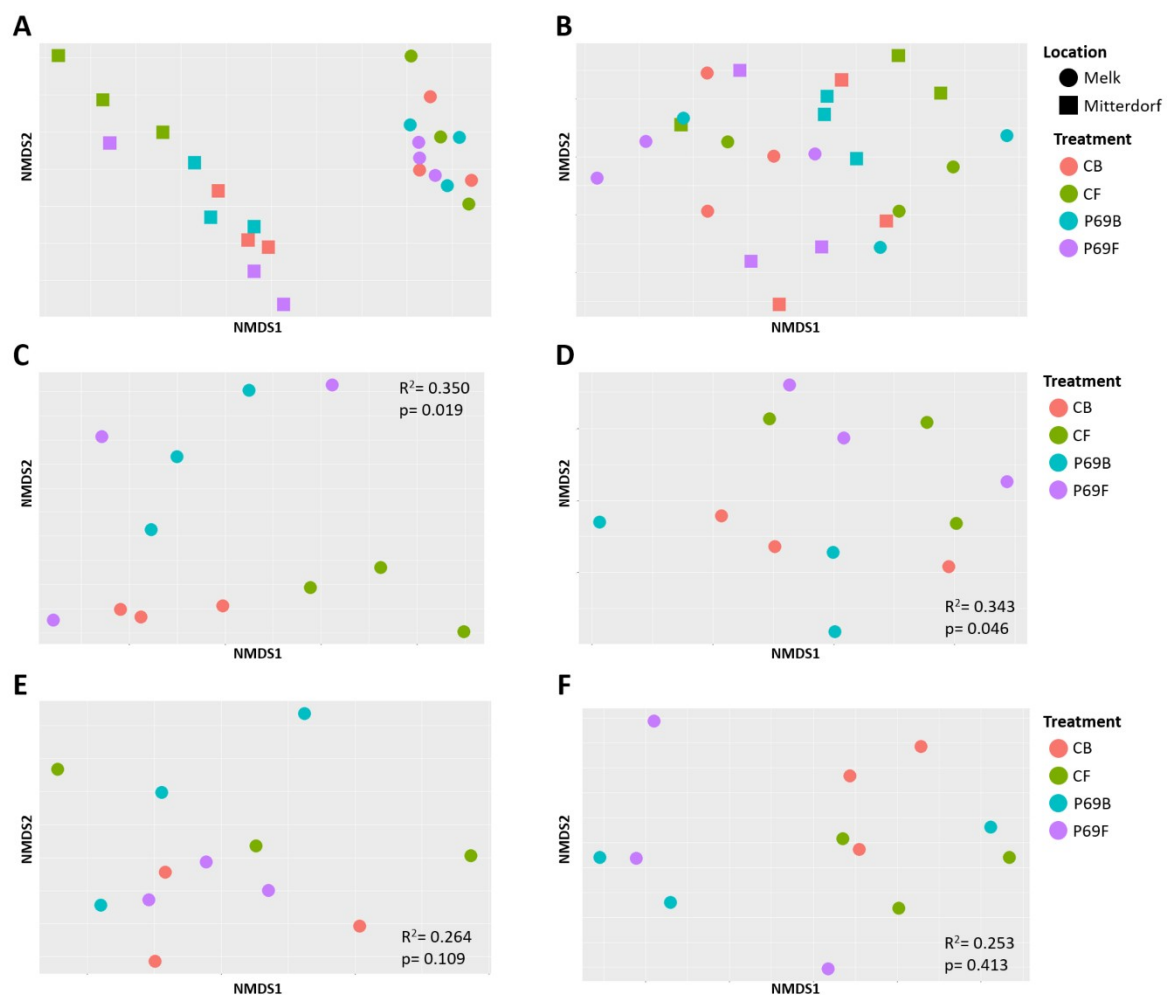 A
B
NMDS2
NMDS1
NMDS2
NMDS1
Location
Melk
Mitterdorf
Treatment
CB
CF
P69B
P69F
C
D
NMDS2
R²= 0.350
p= 0.019
NMDS1
NMDS2
R²= 0.343
p= 0.046
NMDS1
Treatment
CB
CF
P69B
P69F
E
F
NMDS2
R²= 0.264
p= 0.109
NMDS1
NMDS2
R²= 0.253
p= 0.413
NMDS1
Treatment
CB
CF
P69B
P69F